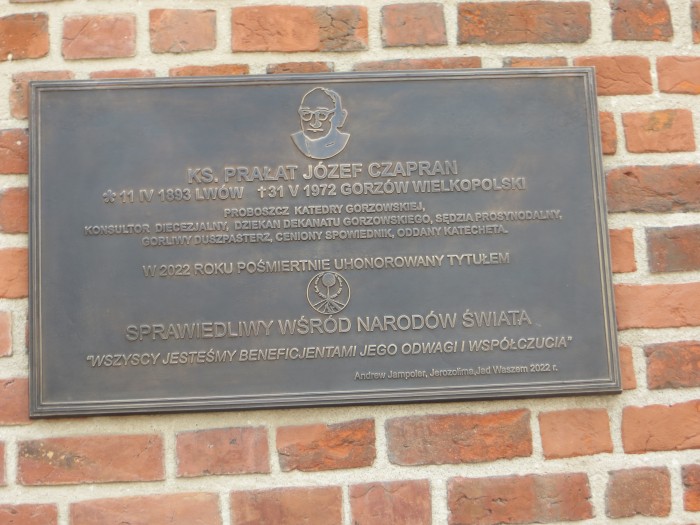 KS. PRAŁAT JÓZEF CZAPRAN
*11 IV 1893 LWÓW †31 V 1972 GORZÓW WIELKOPOLSKI
PROBOSZCZ KATEDRY GORZOWSKIEJ,
KONSULTOR DIECEZJALNY, DZIEKAN DEKANATU GORZOWSKIEGO, SĘDZIA PROSYNODALNY,
GORLIWY DUSZPASTERZ, CENIONY SPOWIEDNIK, ODDANY KATECHETA.
W 2022 ROKU POŚMIERTNIE UHONOROWANY TYTUŁEM
SPRAWIEDLIWY WŚRÓD NARODÓW ŚWIATA
"WSZYSCY JESTEŚMY BENEFICJENTAMI JEGO ODWAGI I WSPÓŁCZUCIA"
Andrew Jampoler, Jerozolima, Jad Waszem 2022 r.